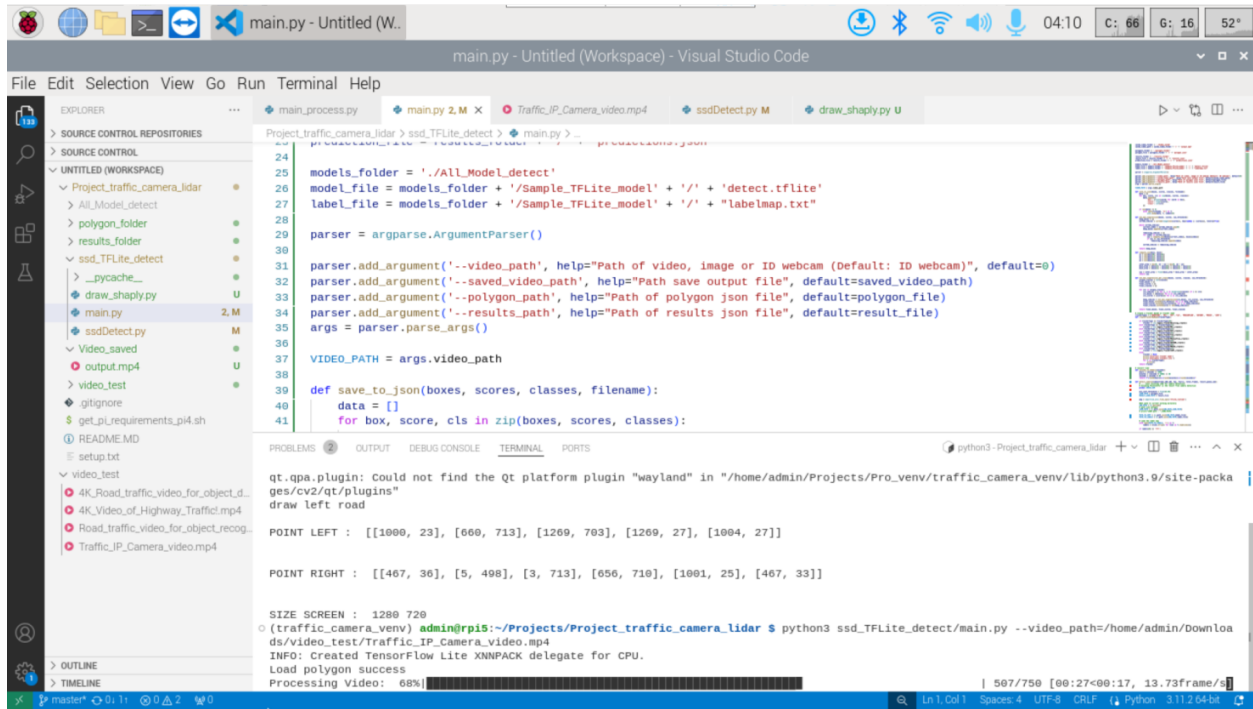 main.py - Untitled (W..
04:10
C: 66
G: 16
52°
main.py - Untitled (Workspace) - Visual Studio Code
File Edit Selection View Go Run Terminal Help
EXPLORER ...
main_process.py
main.py 2, M
Traffic_IP_Camera_video.mp4
ssdDetect.py M
draw_shaply.py U
133
SOURCE CONTROL REPOSITORIES
SOURCE CONTROL
UNTITLED (WORKSPACE)
Project_traffic_camera_lidar
All_Model_detect
polygon_folder
results_folder
ssd_TFLite_detect
__pycache__
draw_shaply.py U
main.py 2, M
ssdDetect.py M
Video_saved
output.mp4 U
video_test
.gitignore
get_pi_requirements_pi4.sh
README.MD
setup.txt
video_test
4K_Road_traffic_video_for_object_d...
4K_Video_of_Highway_Traffic!.mp4
Road_traffic_video_for_object_recog...
Traffic_IP_Camera_video.mp4
OUTLINE
TIMELINE
Project_traffic_camera_lidar > ssd_TFLite_detect > main.py > ...
23 prediction_file = results_folder + '/' + 'predictions.json'
24
25 models_folder = './All_Model_detect'
26 model_file = models_folder + '/Sample_TFLite_model' + '/' + 'detect.tflite'
27 label_file = models_folder + '/Sample_TFLite_model' + '/' + "labelmap.txt"
28
29 parser = argparse.ArgumentParser()
30
31 parser.add_argument('--video_path', help="Path of video, image or ID webcam (Default: ID webcam)", default=0)
32 parser.add_argument('--saved_video_path', help="Path save output file", default=saved_video_path)
33 parser.add_argument('--polygon_path', help="Path of polygon json file", default=polygon_file)
34 parser.add_argument('--results_path', help="Path of results json file", default=result_file)
35 args = parser.parse_args()
36
37 VIDEO_PATH = args.video_path
38
39 def save_to_json(boxes, scores, classes, filename):
40 data = []
41 for box, score, cls in zip(boxes, scores, classes):
PROBLEMS 2 OUTPUT DEBUG CONSOLE TERMINAL PORTS
python3 - Project_traffic_camera_lidar
qt.qpa.plugin: Could not find the Qt platform plugin "wayland" in "/home/admin/Projects/Pro_venv/traffic_camera_venv/lib/python3.9/site-packa
ges/cv2/qt/plugins"
draw left road
POINT LEFT : [[1000, 23], [660, 713], [1269, 703], [1269, 27], [1004, 27]]
POINT RIGHT : [[467, 36], [5, 498], [3, 713], [656, 710], [1001, 25], [467, 33]]
SIZE SCREEN : 1280 720
(traffic_camera_venv) admin@rpi5:~/Projects/Project_traffic_camera_lidar $ python3 ssd_TFLite_detect/main.py --video_path=/home/admin/Downloa
ds/video_test/Traffic_IP_Camera_video.mp4
INFO: Created TensorFlow Lite XNNPACK delegate for CPU.
Load polygon success
Processing Video: 68%| | 507/750 [00:27<00:17, 13.73frame/s]
1
master* 0↓ 1↑ 0 2 0
Ln 1, Col 1 Spaces: 4 UTF-8 CRLF Python 3.11.2 64-bit